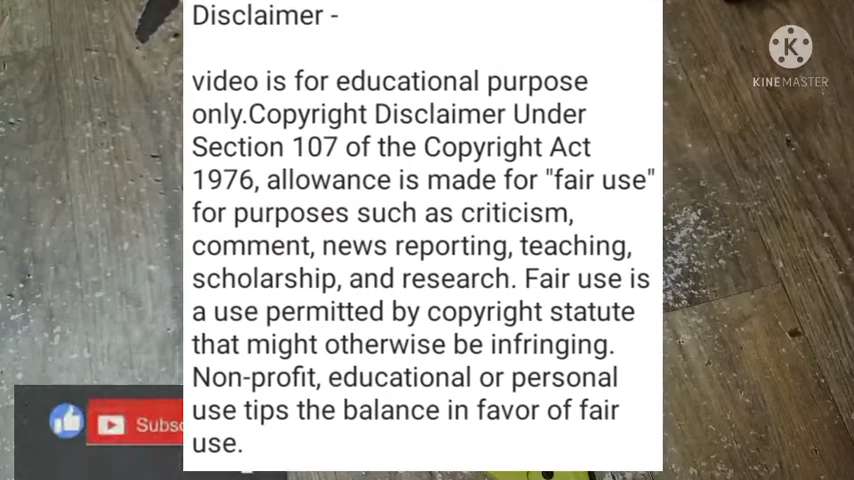 Disclaimer -
video is for educational purpose
only.Copyright Disclaimer Under
Section 107 of the Copyright Act
1976, allowance is made for "fair use"
for purposes such as criticism,
comment, news reporting, teaching,
scholarship, and research. Fair use is
a use permitted by copyright statute
that might otherwise be infringing.
Non-profit, educational or personal
use tips the balance in favor of fair
use.
K
KINEMASTER
Subsc